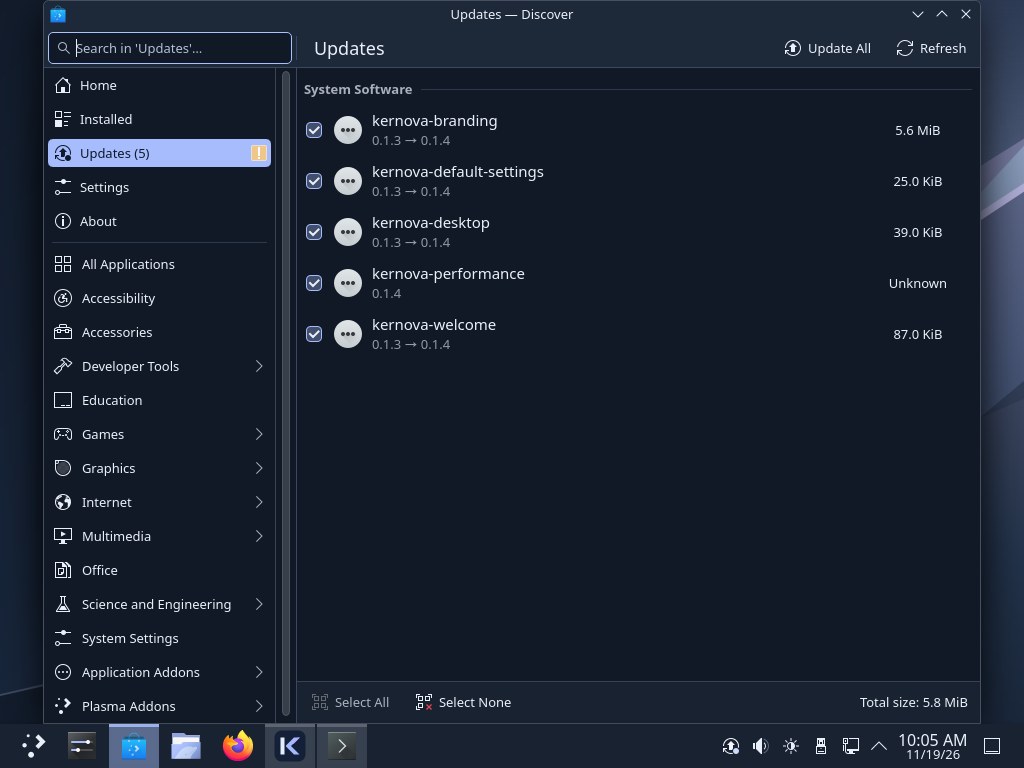 Updates — Discover
Search in 'Updates'...
Updates
Update All
Refresh
Home
Installed
Updates (5)
Settings
About
All Applications
Accessibility
Accessories
Developer Tools
Education
Games
Graphics
Internet
Multimedia
Office
Science and Engineering
System Settings
Application Addons
Plasma Addons
System Software
kernova-branding
0.1.3 → 0.1.4
5.6 MiB
kernova-default-settings
0.1.3 → 0.1.4
25.0 KiB
kernova-desktop
0.1.3 → 0.1.4
39.0 KiB
kernova-performance
0.1.4
Unknown
kernova-welcome
0.1.3 → 0.1.4
87.0 KiB
Select All
Select None
Total size: 5.8 MiB
10:05 AM
11/19/26